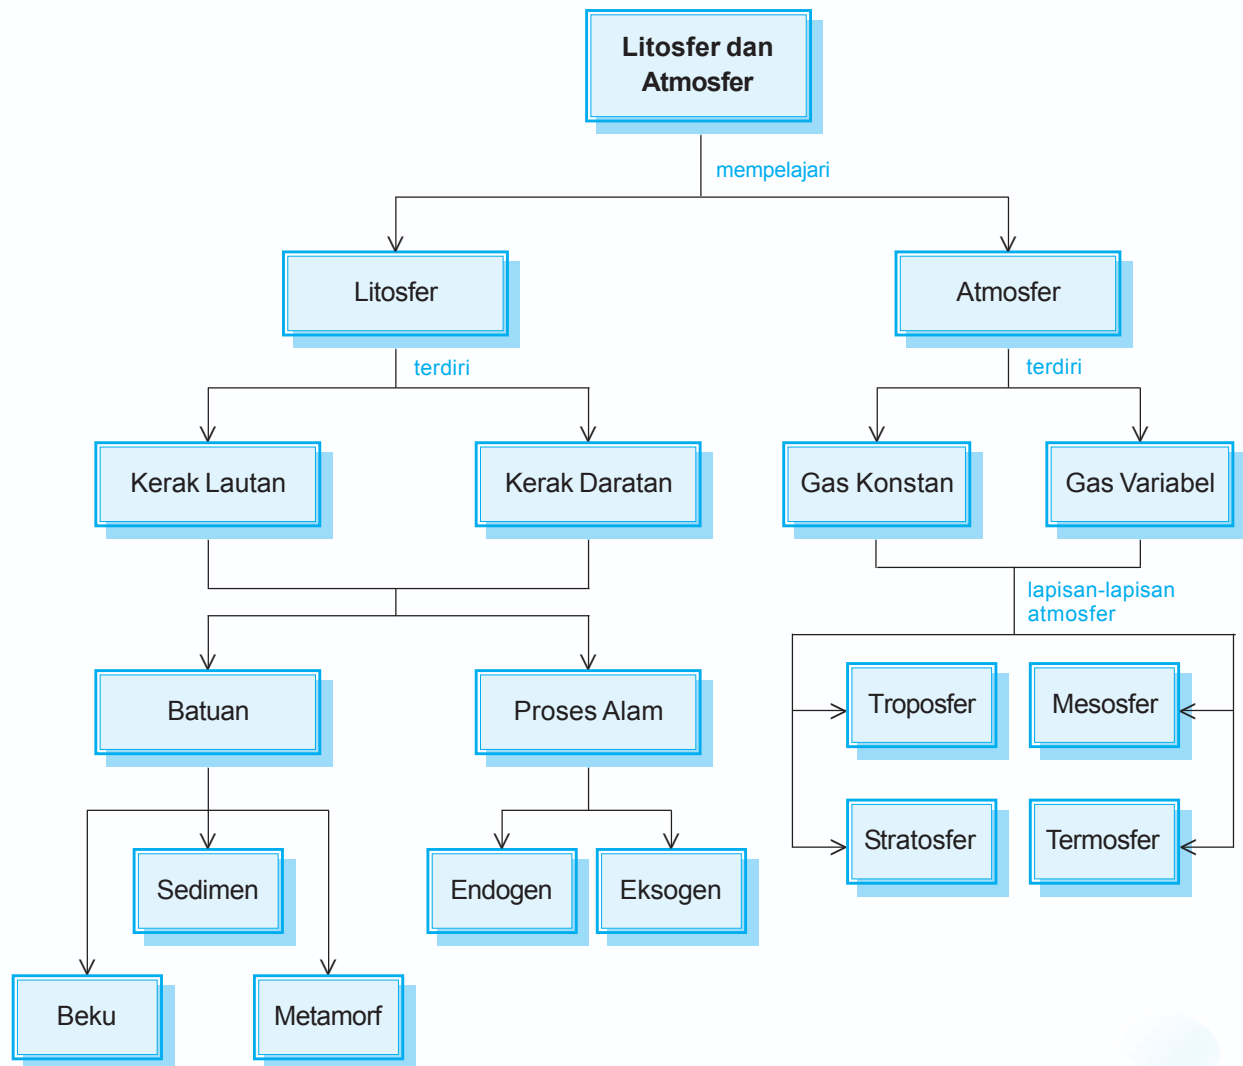 Litosfer dan
Atmosfer
mempelajari
Litosfer
Atmosfer
terdiri
terdiri
Kerak Lautan
Kerak Daratan
Gas Konstan
Gas Variabel
lapisan-lapisan
atmosfer
Batuan
Proses Alam
Troposfer
Mesosfer
Stratosfer
Termosfer
Sedimen
Endogen
Eksogen
Beku
Metamorf